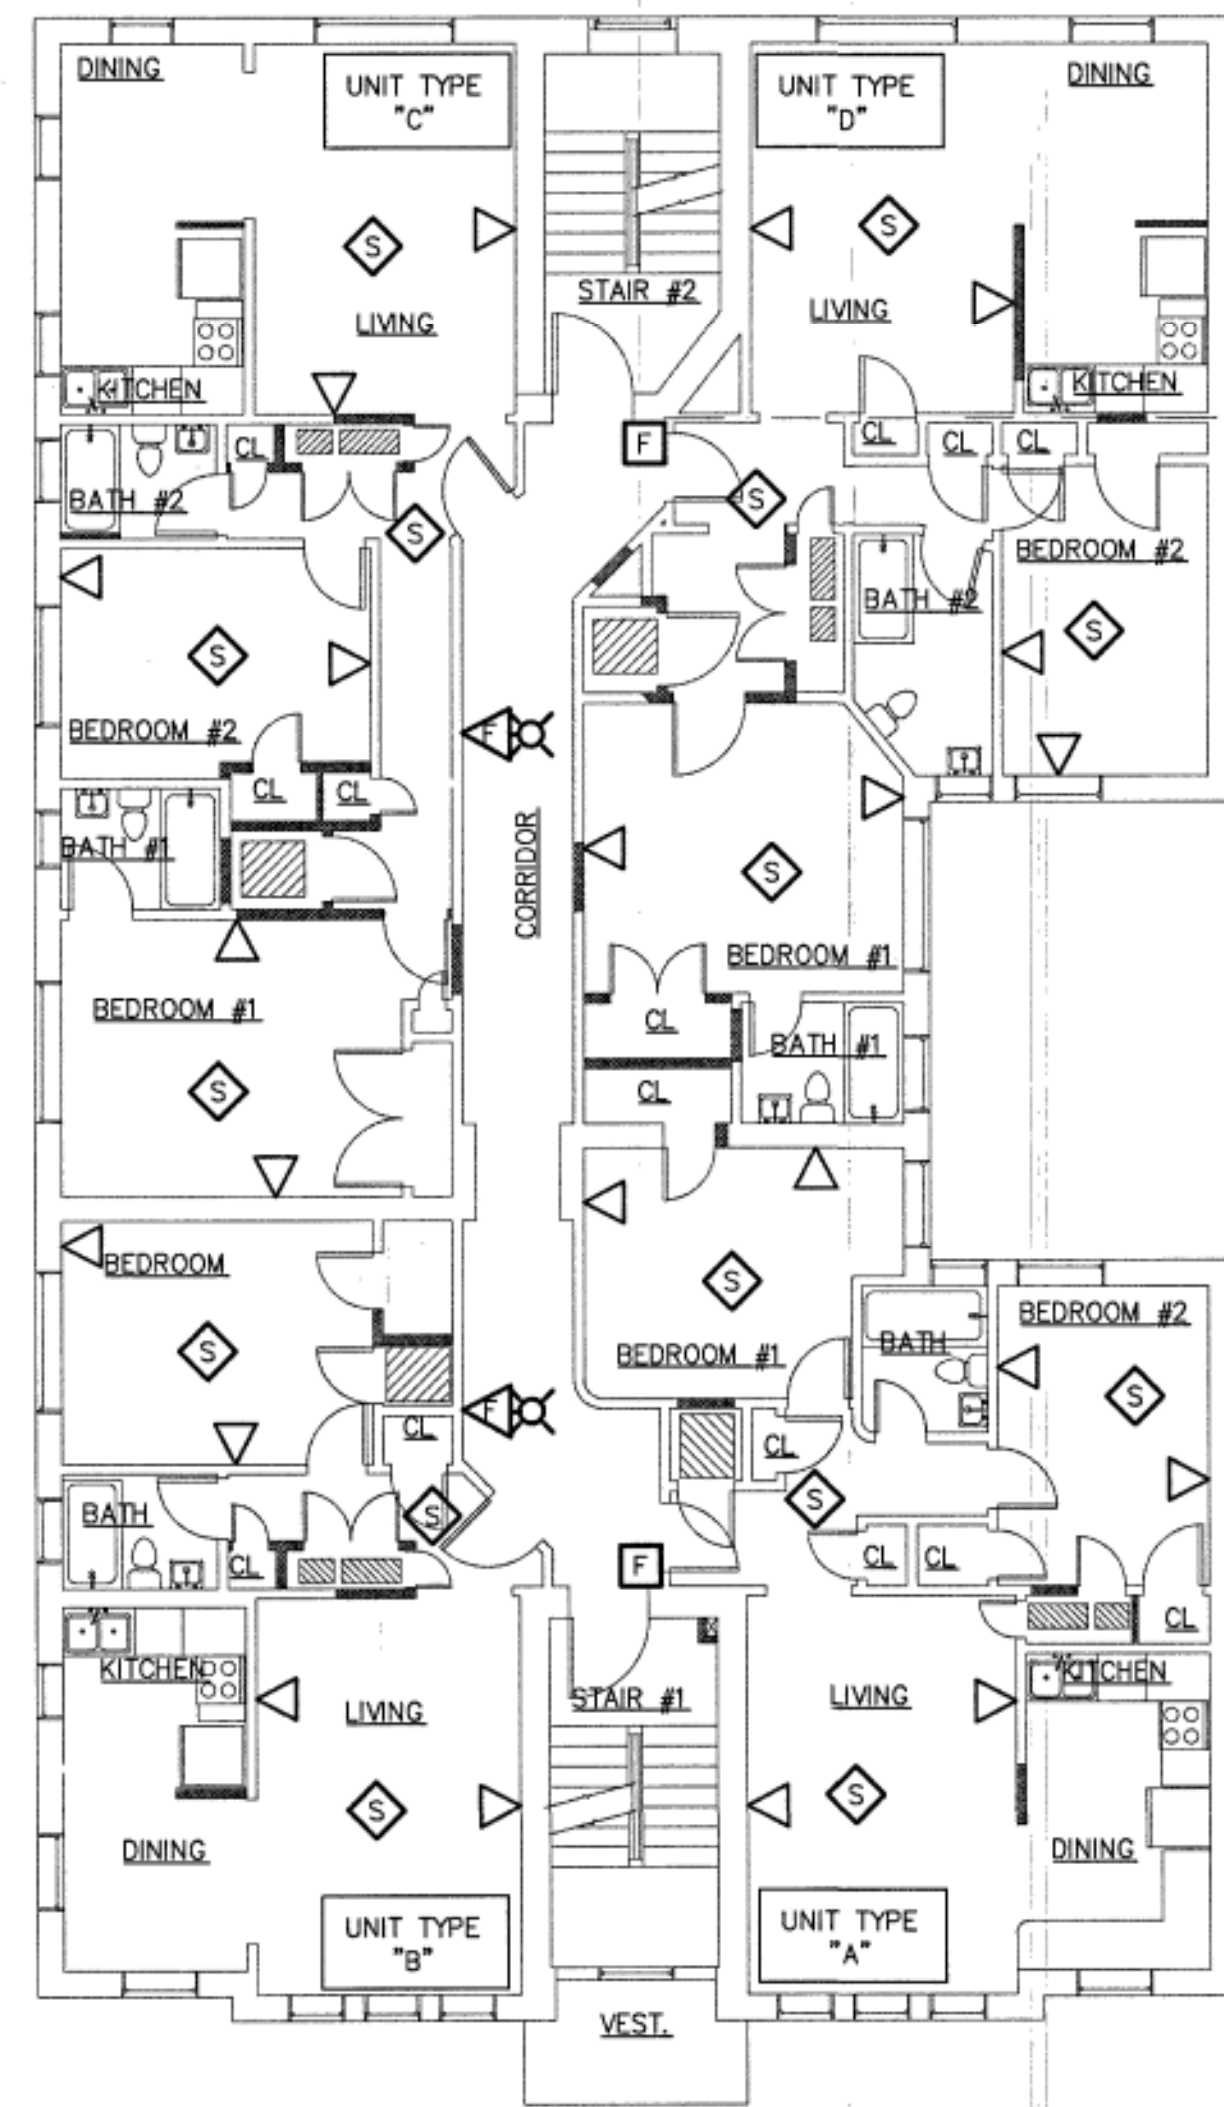 DINING
UNIT TYPE
"C"
UNIT TYPE
"D"
DINING
S
S
STAIR #2
LIVING
LIVING
KITCHEN
KITCHEN
CL
F
CL
CL
CL
BATH #2
S
S
BEDROOM #2
BATH #2
S
S
BEDROOM #2
F
CL
CL
BATH #1
CORRIDOR
S
BEDROOM #1
BEDROOM #1
CL
BATH #1
S
CL
BEDROOM
S
BEDROOM #2
BATH
S
BEDROOM #1
S
F
CL
CL
BATH
S
S
CL
F
CL
CL
CL
KITCHEN
KITCHEN
LIVING
STAIR #1
LIVING
S
S
DINING
DINING
UNIT TYPE
"B"
UNIT TYPE
"A"
VEST.